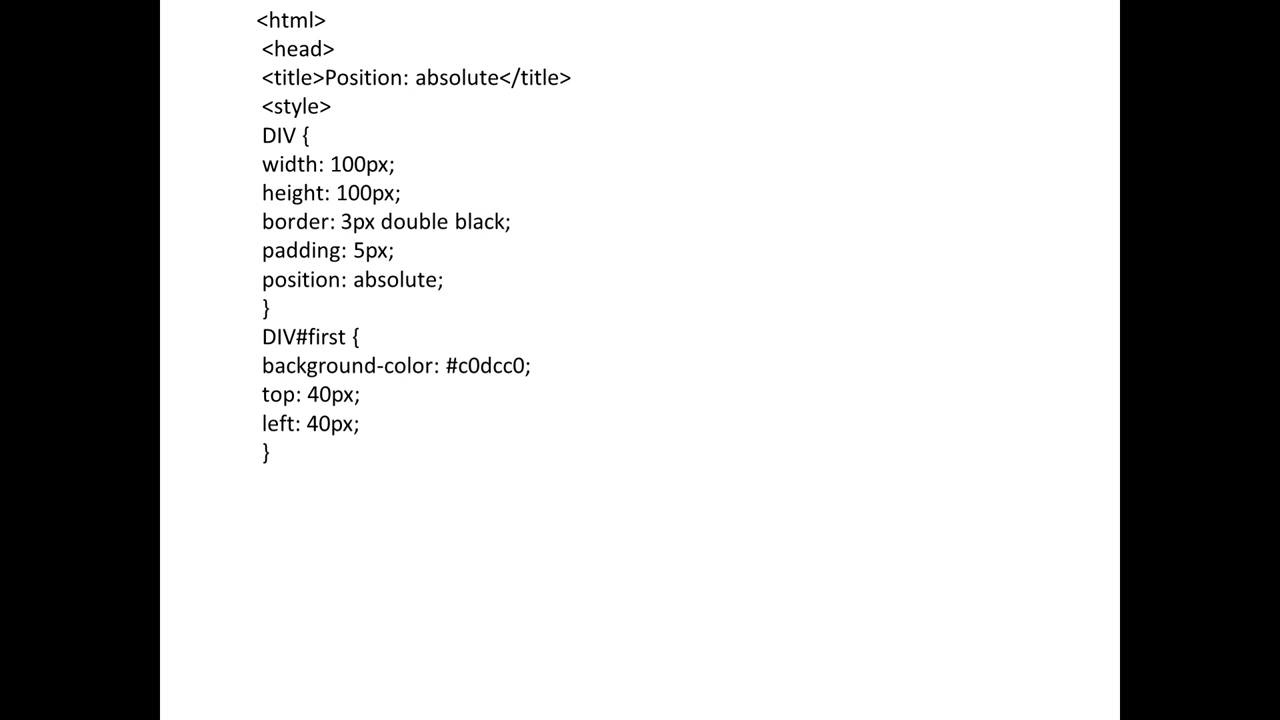 <html>
<head>
<title>Position: absolute</title>
<style>
DIV {
width: 100px;
height: 100px;
border: 3px double black;
padding: 5px;
position: absolute;
}
DIV#first {
background-color: #c0dcc0;
top: 40px;
left: 40px;
}